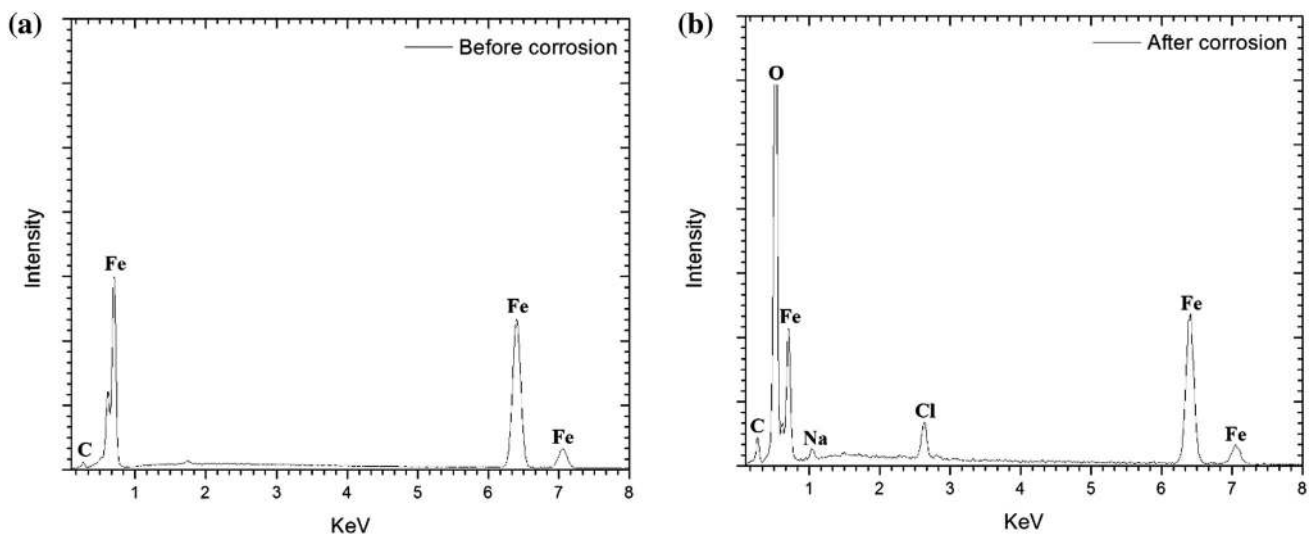 (a)
Before corrosion
Intensity
Fe
C
Fe
Fe
1 2 3 4 5 6 7 8
KeV
(b)
After corrosion
Intensity
O
Fe
C
Na
Cl
Fe
Fe
1 2 3 4 5 6 7 8
KeV